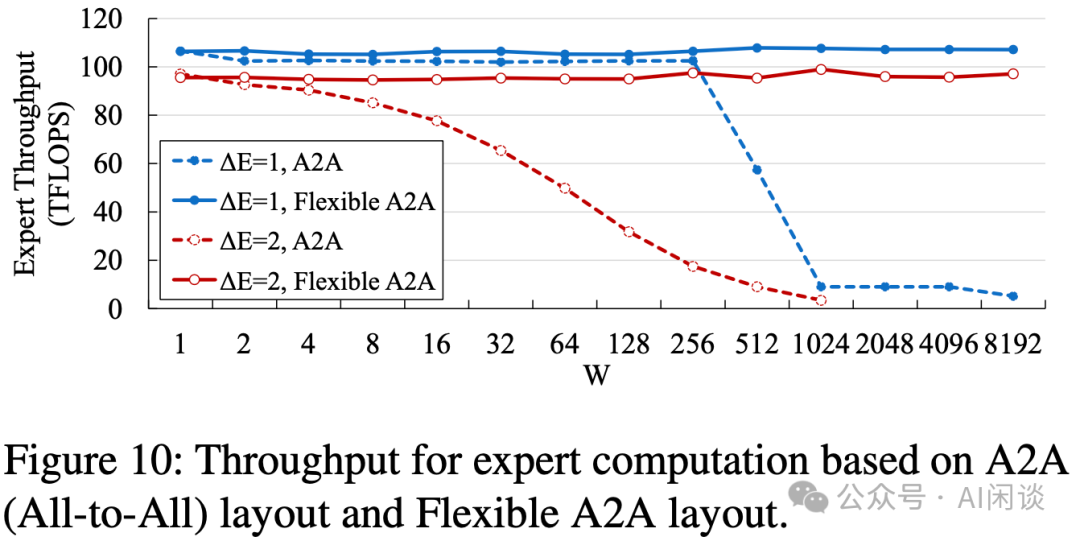 120
100
80
60
40
20
0
Expert Throughput
(TFLOPS)
ΔE=1, A2A
ΔE=1, Flexible A2A
ΔE=2, A2A
ΔE=2, Flexible A2A
1 2 4 8 16 32 64 128 256 512 1024 2048 4096 8192
W
Figure 10: Throughput for expert computation based on A2A
(All-to-All) layout and Flexible A2A layout.
公众号 · AI闲谈